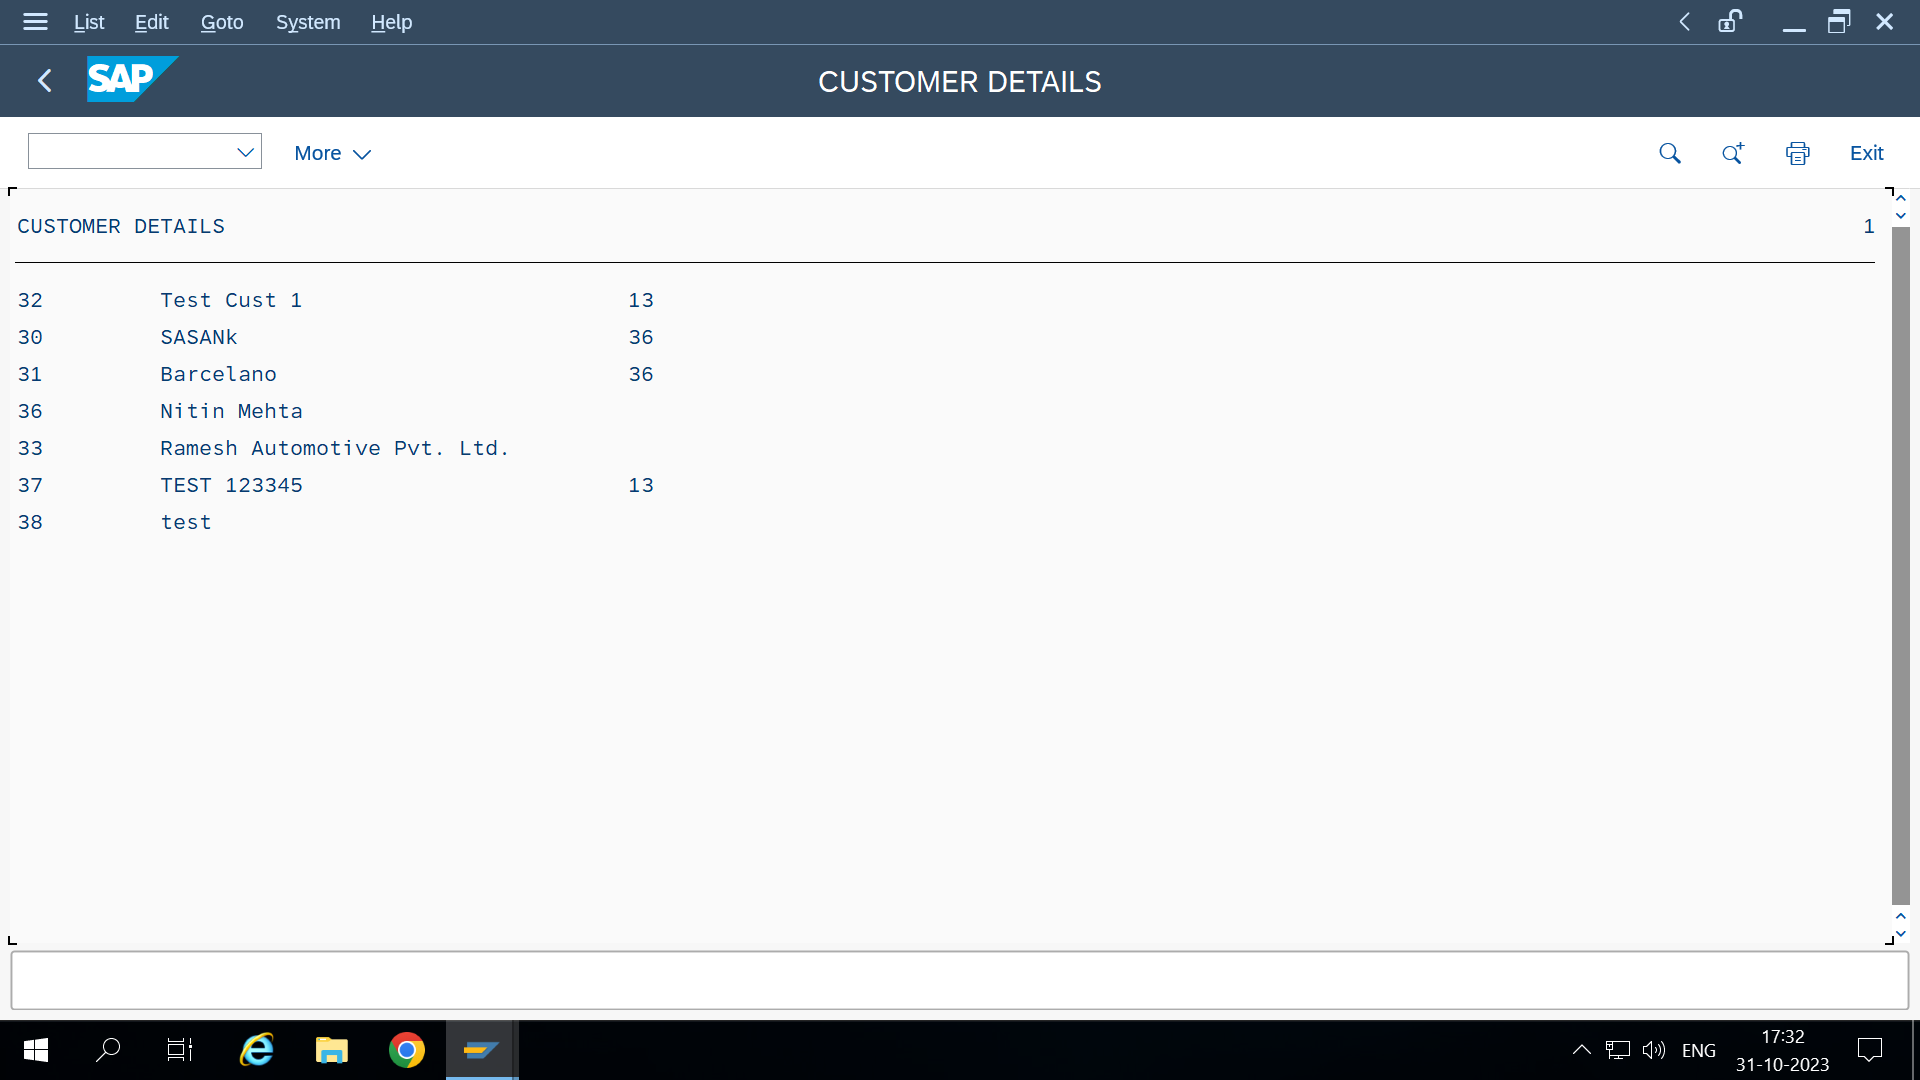 List Edit Goto System Help
SAP CUSTOMER DETAILS
More Exit
CUSTOMER DETAILS 1
32 Test Cust 1 13
30 SASANk 36
31 Barcelano 36
36 Nitin Mehta
33 Ramesh Automotive Pvt. Ltd.
37 TEST 123345 13
38 test
ENG 17:32
31-10-2023